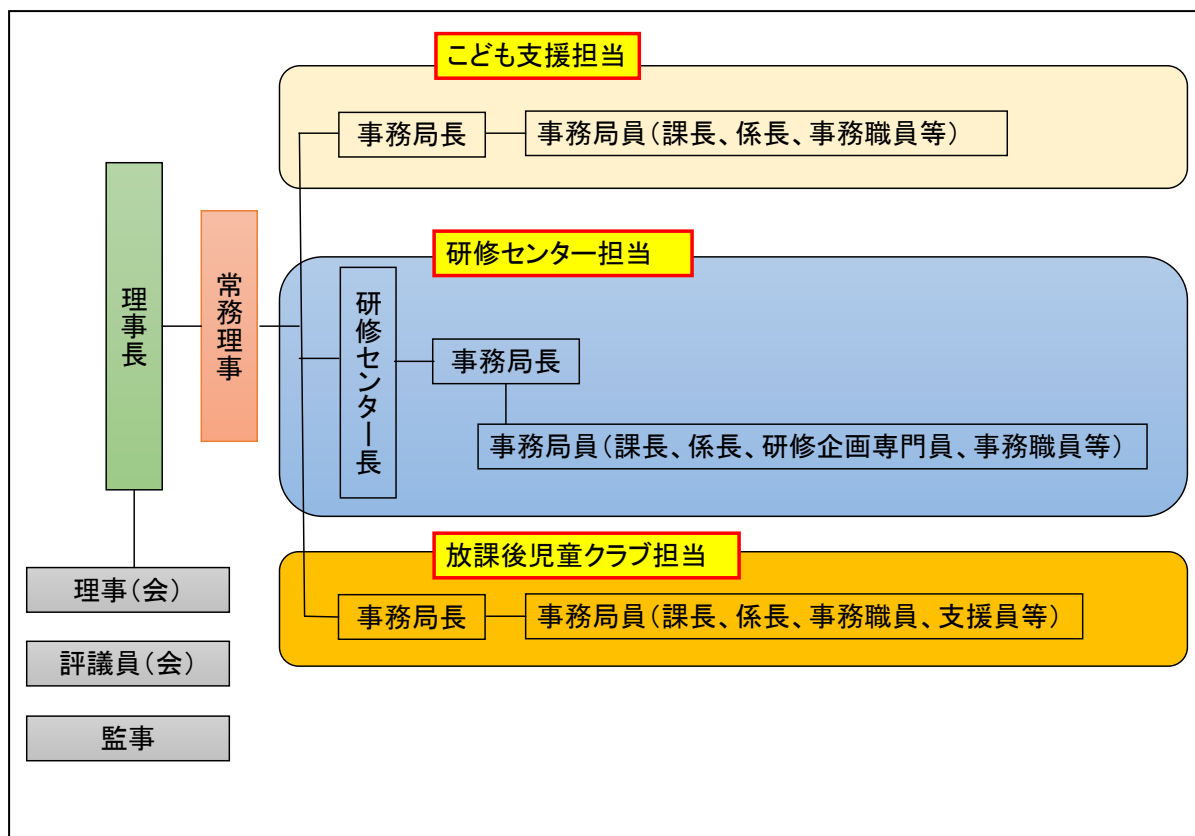 こども支援担当
事務局長
事務局員（課長、係長、事務職員等）
理事長
常務理事
研修センター担当
研修センター長
事務局長
事務局員（課長、係長、研修企画専門員、事務職員等）
放課後児童クラブ担当
事務局長
事務局員（課長、係長、事務職員、支援員等）
理事（会）
評議員（会）
監事